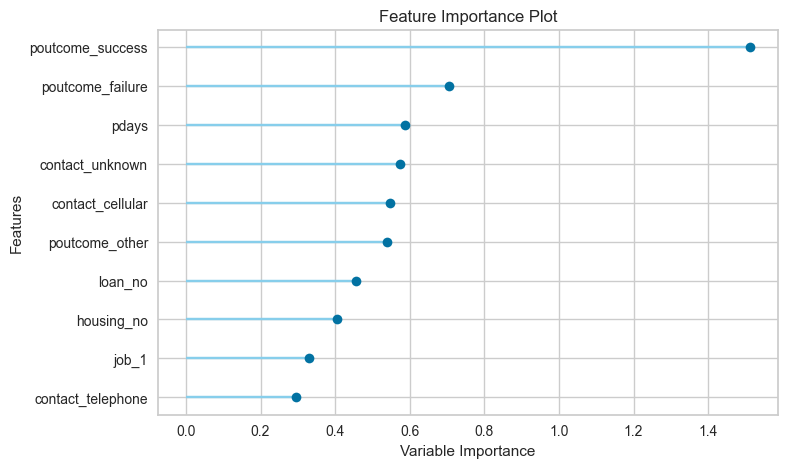 Feature Importance Plot
Features
poutcome_success
poutcome_failure
pdays
contact_unknown
contact_cellular
poutcome_other
loan_no
housing_no
job_1
contact_telephone
0.0 0.2 0.4 0.6 0.8 1.0 1.2 1.4
Variable Importance